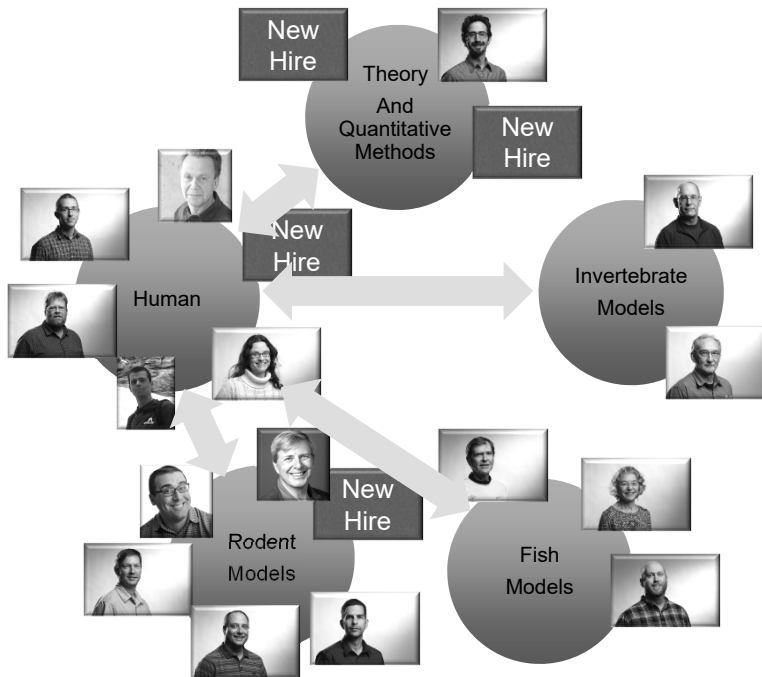 New
Hire
Theory
And
Quantitative
Methods
New
Hire
New
Hire
Human
Invertebrate
Models
New
Hire
Rodent
Models
Fish
Models